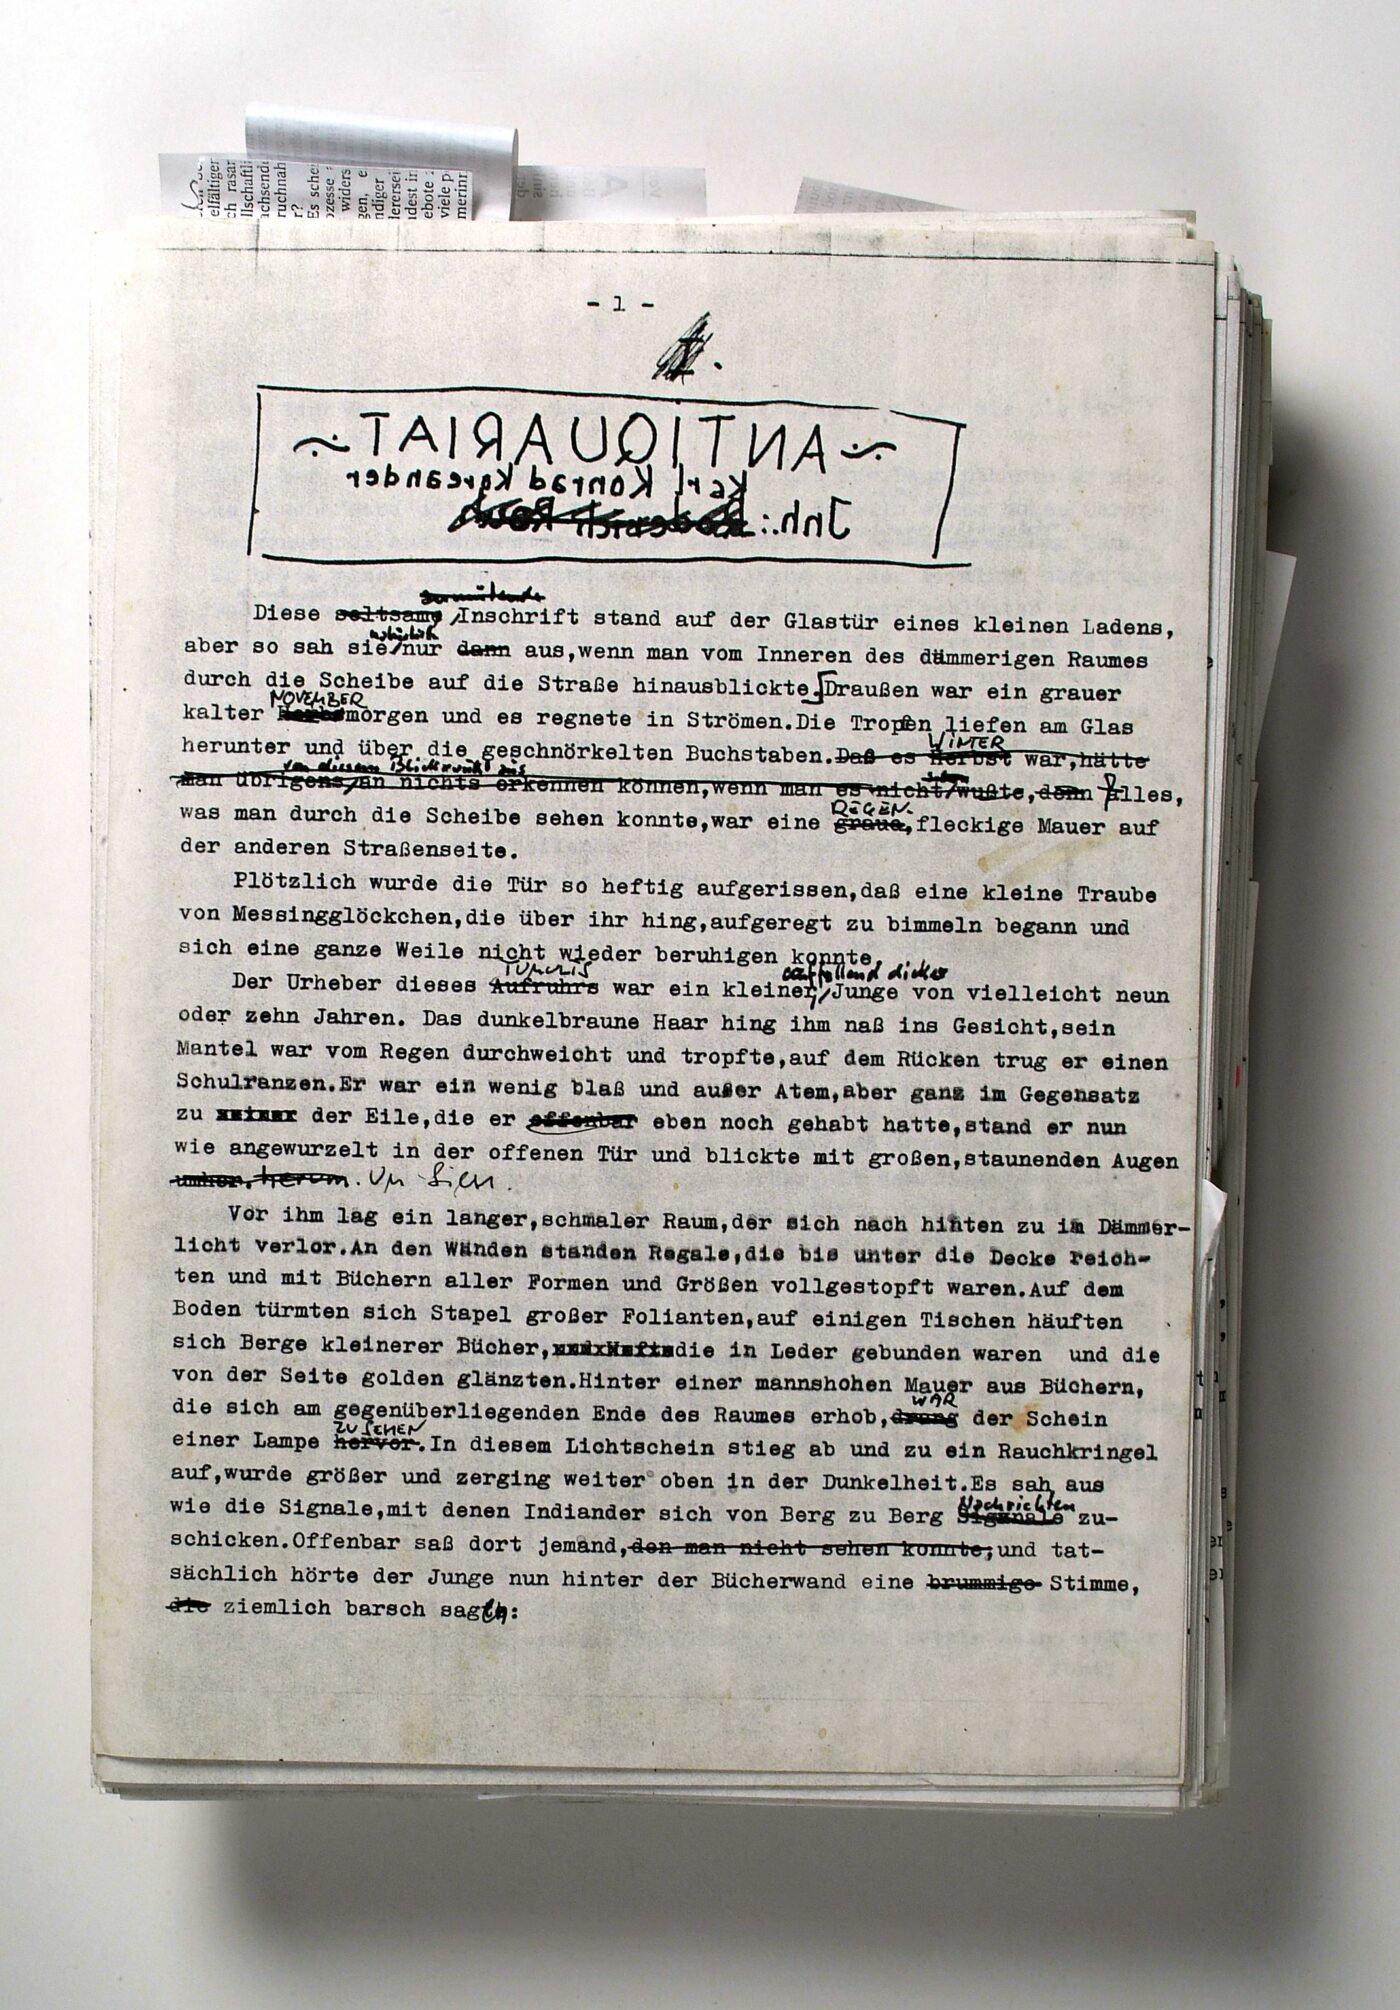 - 1 -
ANTIQUARIAT
Karl Konrad Koreander
Inh.:
Diese seltsame Inschrift stand auf der Glastür eines kleinen Ladens,
natürlich
aber so sah sie nur dann aus,wenn man vom Inneren des dämmerigen Raumes
durch die Scheibe auf die Straße hinausblickte. Draußen war ein grauer
NOVEMBER
kalter morgen und es regnete in Strömen.Die Tropfen liefen am Glas
WINTER
herunter und über die geschnörkelten Buchstaben.Daß es Herbst war,hätte
von diesem Blickpunkt aus
man übrigens an nichts erkennen können,wenn man es nicht wußte,denn alles,
REGEN-
was man durch die Scheibe sehen konnte,war eine graue,fleckige Mauer auf
der anderen Straßenseite.
Plötzlich wurde die Tür so heftig aufgerissen,daß eine kleine Traube
von Messingglöckchen,die über ihr hing,aufgeregt zu bimmeln begann und
sich eine ganze Weile nicht wieder beruhigen konnte.
TUMULTS auffallend dicker
Der Urheber dieses Aufruhrs war ein kleiner, Junge von vielleicht neun
oder zehn Jahren. Das dunkelbraune Haar hing ihm naß ins Gesicht,sein
Mantel war vom Regen durchweicht und tropfte,auf dem Rücken trug er einen
Schulranzen.Er war ein wenig blaß und außer Atem,aber ganz im Gegensatz
zu der Eile,die er offenbar eben noch gehabt hatte,stand er nun
wie angewurzelt in der offenen Tür und blickte mit großen,staunenden Augen
umher. herum.
Vor ihm lag ein langer,schmaler Raum,der sich nach hinten zu im Dämmer-
licht verlor.An den Wänden standen Regale,die bis unter die Decke reich-
ten und mit Büchern aller Formen und Größen vollgestopft waren.Auf dem
Boden türmten sich Stapel großer Folianten,auf einigen Tischen häuften
sich Berge kleinerer Bücher,die in Leder gebunden waren und die
von der Seite golden glänzten.Hinter einer mannshohen Mauer aus Büchern,
WAR
die sich am gegenüberliegenden Ende des Raumes erhob,drang der Schein
ZU SEHEN
einer Lampe hervor.In diesem Lichtschein stieg ab und zu ein Rauchkringel
auf,wurde größer und zerging weiter oben in der Dunkelheit.Es sah aus
Nachrichten
wie die Signale,mit denen Indiander sich von Berg zu Berg Signale zu-
schicken.Offenbar saß dort jemand,den man nicht sehen konnte,und tat-
sächlich hörte der Junge nun hinter der Bücherwand eine brummige Stimme,
die ziemlich barsch sagen: